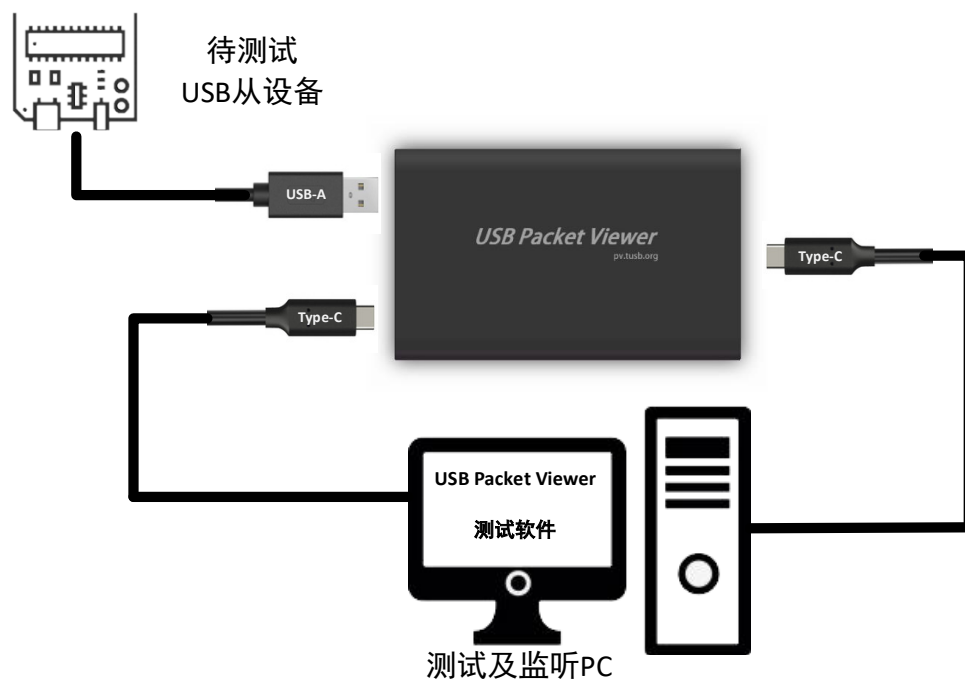 待测试
USB从设备
USB-A
USB Packet Viewer
pv.tusb.org
Type-C
Type-C
USB Packet Viewer
测试软件
测试及监听PC